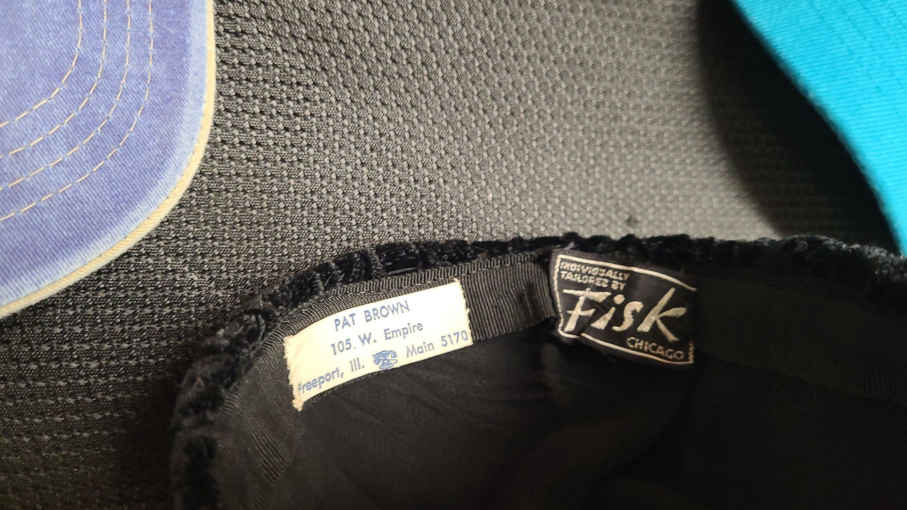 PAT BROWN
105. W. Empire
Freeport, Ill. Main 5170
INDIVIDUALLY
TAILORED BY
Fisk
CHICAGO